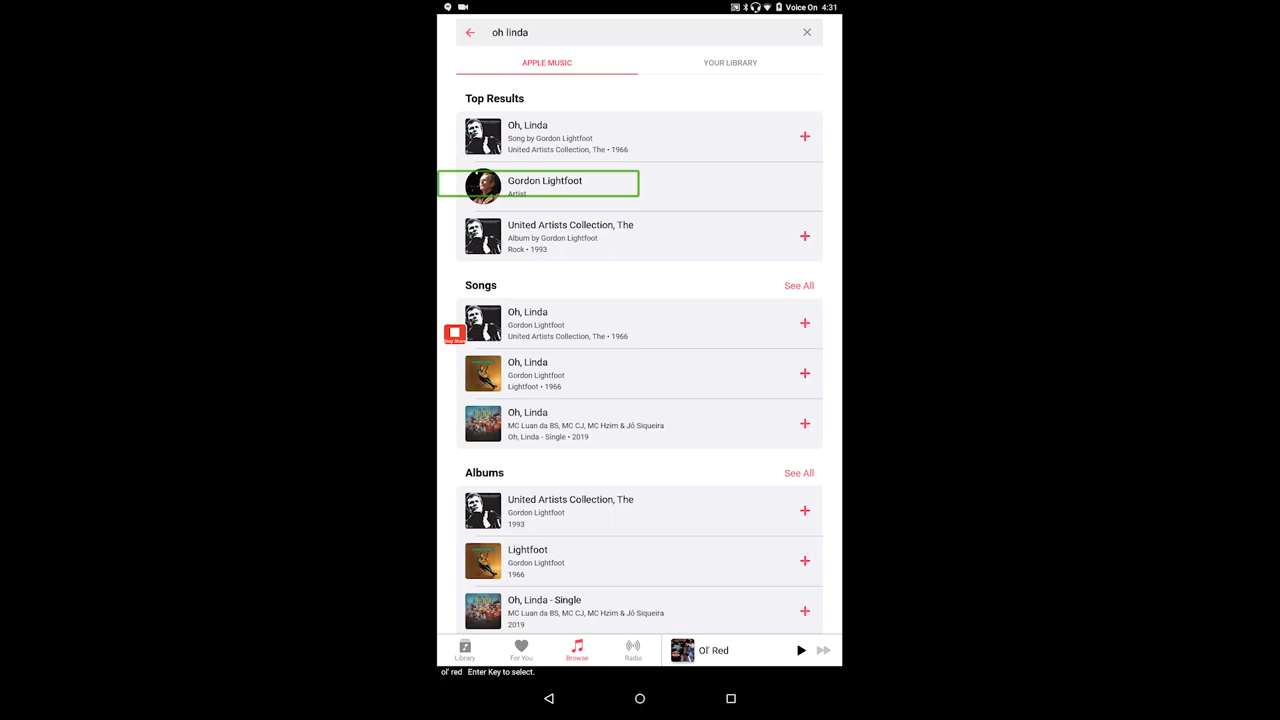 Voice On 4:31
oh linda
APPLE MUSIC
YOUR LIBRARY
Top Results
Oh, Linda
Song by Gordon Lightfoot
United Artists Collection, The • 1966
Gordon Lightfoot
Artist
United Artists Collection, The
Album by Gordon Lightfoot
Rock • 1993
Songs
See All
Oh, Linda
Gordon Lightfoot
United Artists Collection, The • 1966
Oh, Linda
Gordon Lightfoot
Lightfoot • 1966
Oh, Linda
MC Luan da BS, MC CJ, MC Hzim & Jô Siqueira
Oh, Linda - Single • 2019
Albums
See All
United Artists Collection, The
Gordon Lightfoot
1993
Lightfoot
Gordon Lightfoot
1966
Oh, Linda - Single
MC Luan da BS, MC CJ, MC Hzim & Jô Siqueira
2019
Library
For You
Browse
Radio
Ol' Red
ol' red Enter Key to select.